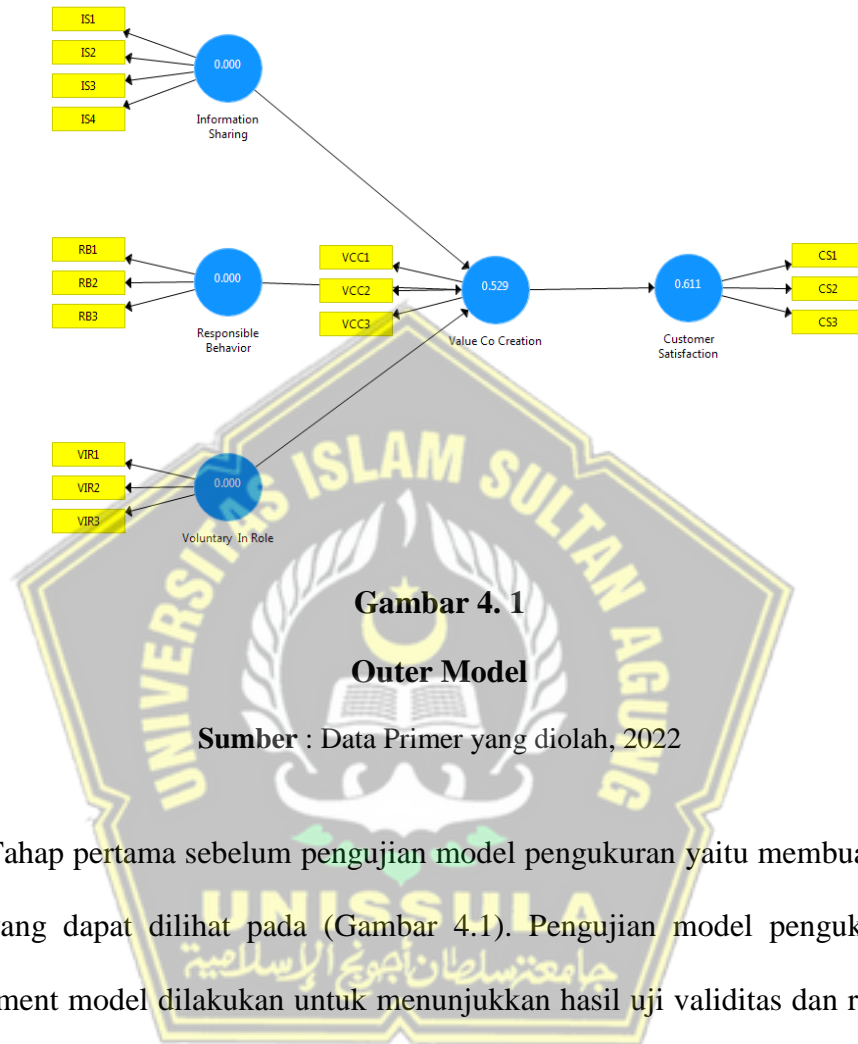 IS1
IS2
IS3
IS4
0.000
Information
Sharing
RB1
RB2
RB3
0.000
Responsible
Behavior
VCC1
VCC2
VCC3
0.529
Value Co Creation
0.611
Customer
Satisfaction
CS1
CS2
CS3
VIR1
VIR2
VIR3
0.000
Voluntary In Role
UNIVERSITAS ISLAM SULTAN AGUNG
Gambar 4. 1
Outer Model
Sumber : Data Primer yang diolah, 2022
Tahap pertama sebelum pengujian model pengukuran yaitu
yang dapat dilihat pada (Gambar 4.1). Pengujian model
model dilakukan untuk menunjukkan hasil uji validitas dan
UNISSULA
جامعتسلطان أجونج الإسلامية